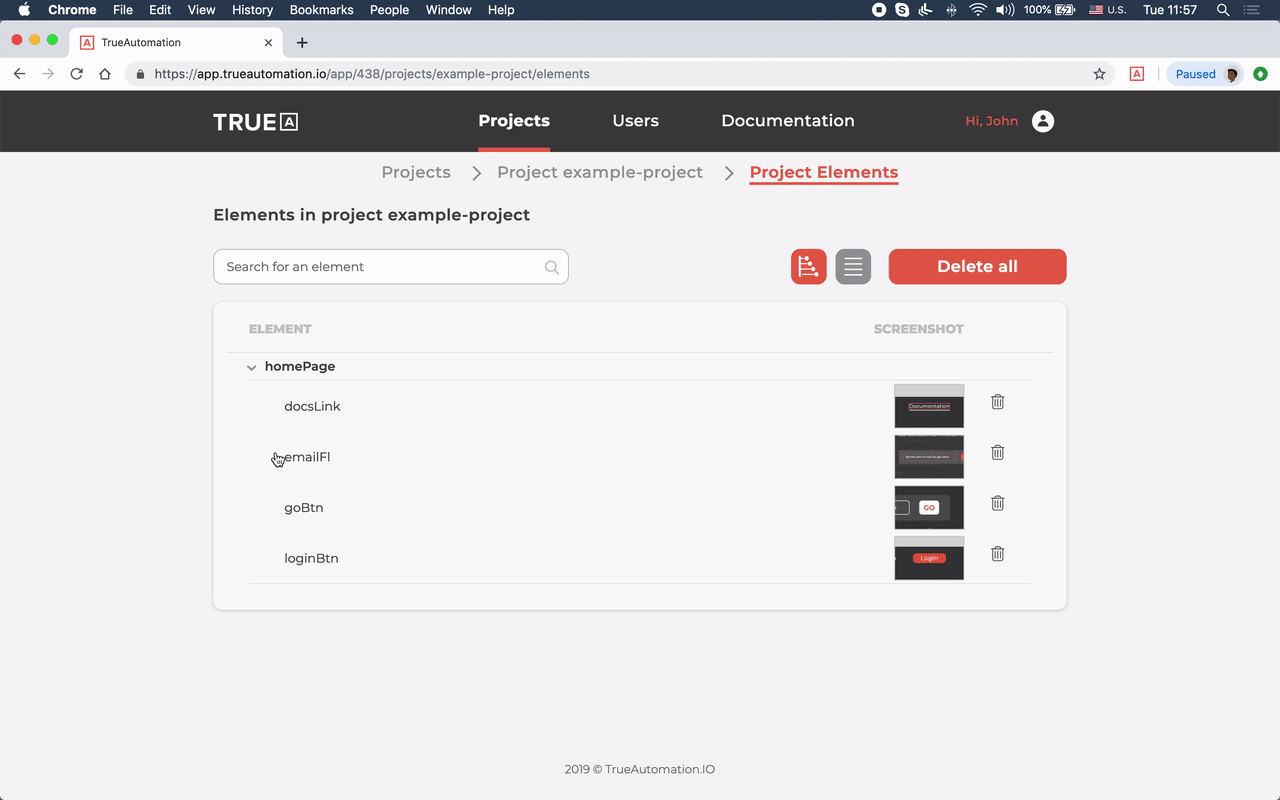 Chrome File Edit View History Bookmarks People Window Help 100% U.S. Tue 11:57
TrueAutomation
https://app.trueautomation.io/app/438/projects/example-project/elements Paused
TRUE A Projects Users Documentation Hi, John
Projects Project example-project Project Elements
Elements in project example-project
Search for an element Delete all
ELEMENT SCREENSHOT
homePage
docsLink Documentation
emailFl
goBtn GO
loginBtn Login
2019 © TrueAutomation.IO